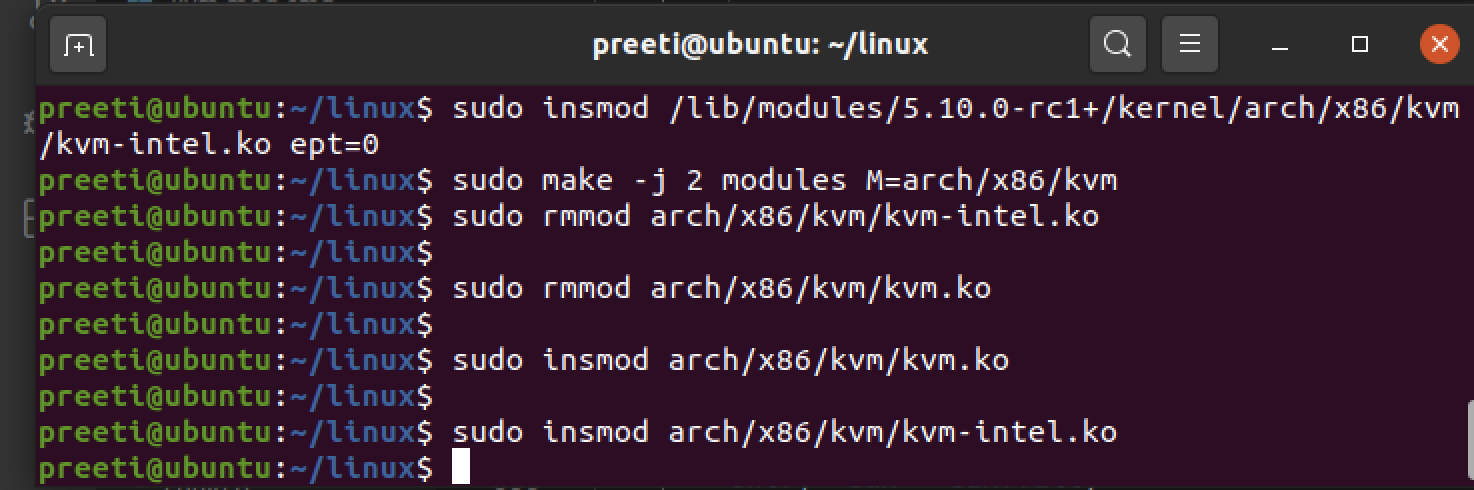 preeti@ubuntu: ~/linux
preeti@ubuntu:~/linux$ sudo insmod /lib/modules/5.10.0-rc1+/kernel/arch/x86/kvm
/kvm-intel.ko ept=0
preeti@ubuntu:~/linux$ sudo make -j 2 modules M=arch/x86/kvm
preeti@ubuntu:~/linux$ sudo rmmod arch/x86/kvm/kvm-intel.ko
preeti@ubuntu:~/linux$
preeti@ubuntu:~/linux$ sudo rmmod arch/x86/kvm/kvm.ko
preeti@ubuntu:~/linux$
preeti@ubuntu:~/linux$ sudo insmod arch/x86/kvm/kvm.ko
preeti@ubuntu:~/linux$
preeti@ubuntu:~/linux$ sudo insmod arch/x86/kvm/kvm-intel.ko
preeti@ubuntu:~/linux$